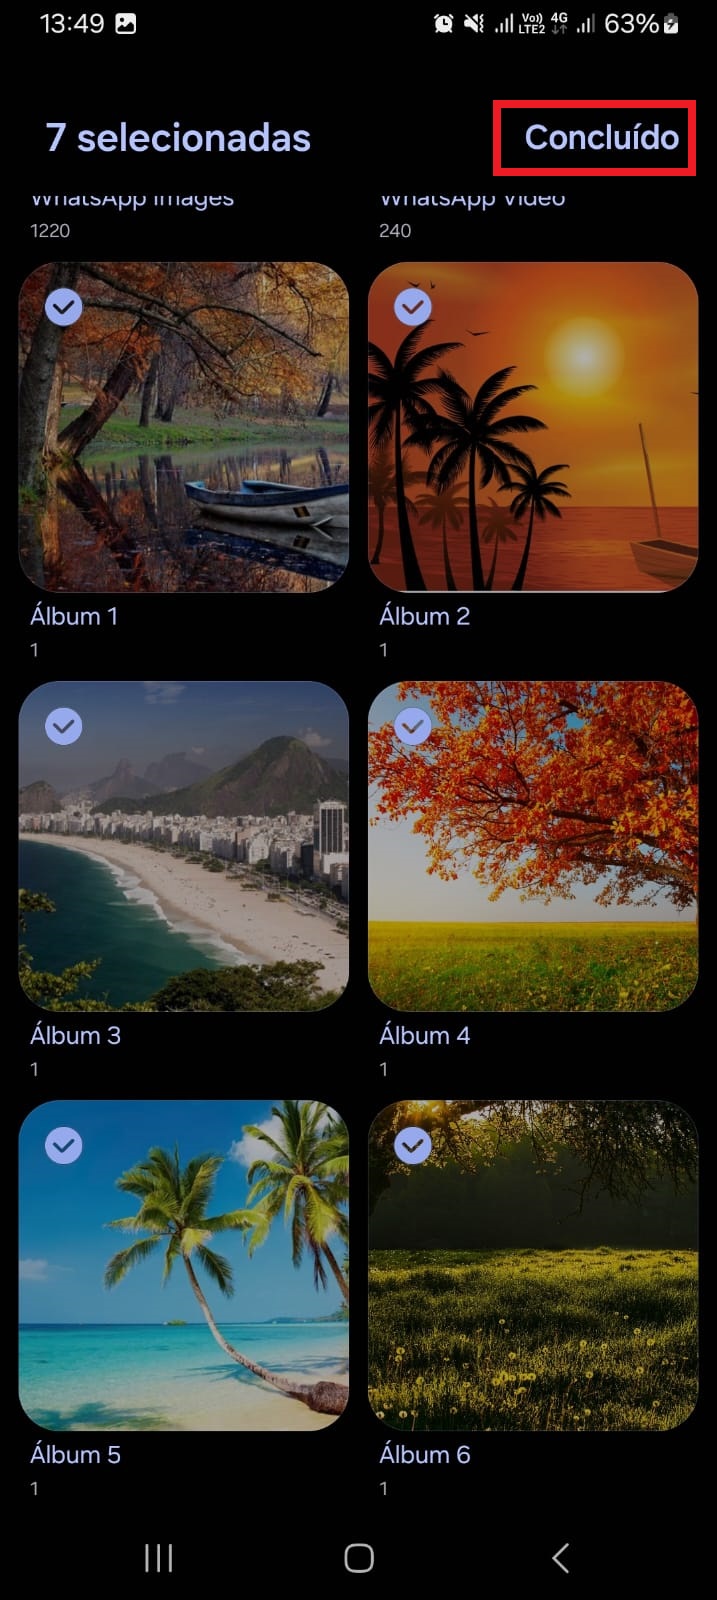 13:49 Vo)) LTE2 4G 63%
7 selecionadas Concluído
WhatsApp Images WhatsApp Video
1220 240
Álbum 1 Álbum 2
1 1
Álbum 3 Álbum 4
1 1
Álbum 5 Álbum 6
1 1